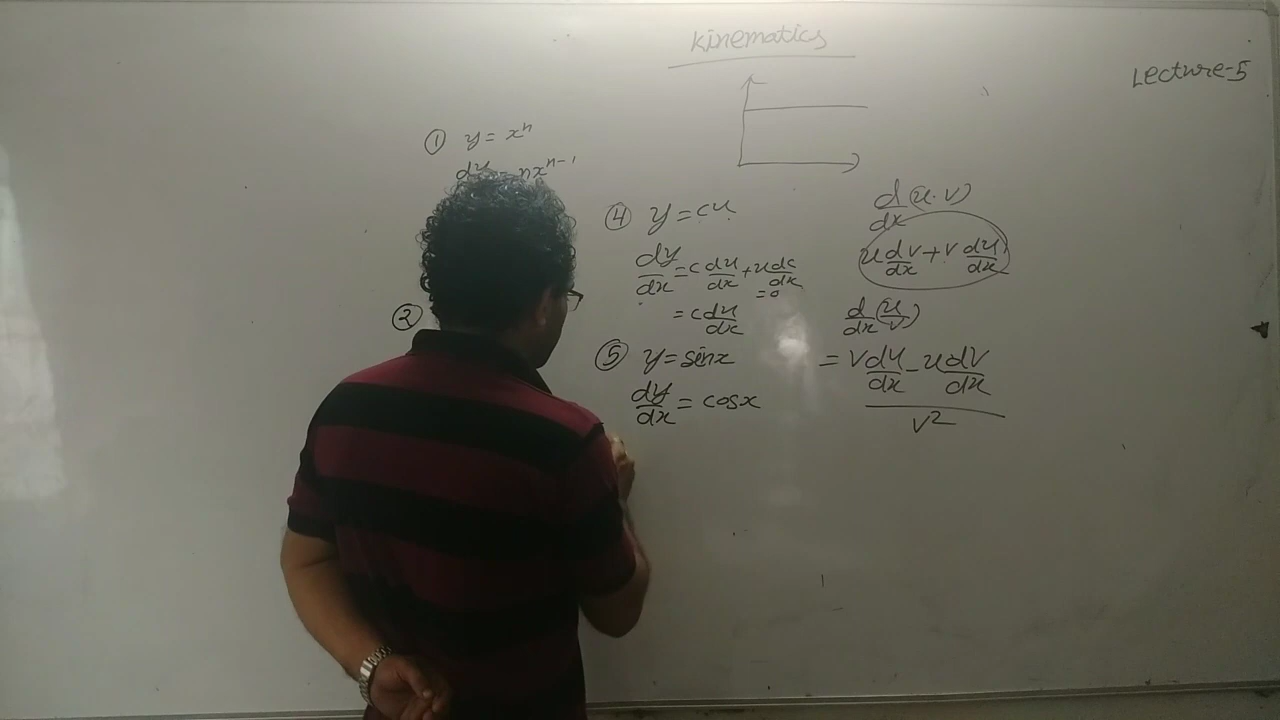 Kinematics
Lecture-5
① y = xⁿ
dy = nxⁿ⁻¹
②
④ y = cu
dy/dx = c du/dx + u dc/dx
= 0
= c du/dx
⑤ y = sinx
dy/dx = cosx
d/dx (u.v)
u dv/dx + v du/dx
d/dx (u/v)
= v du/dx - u dv/dx
v²